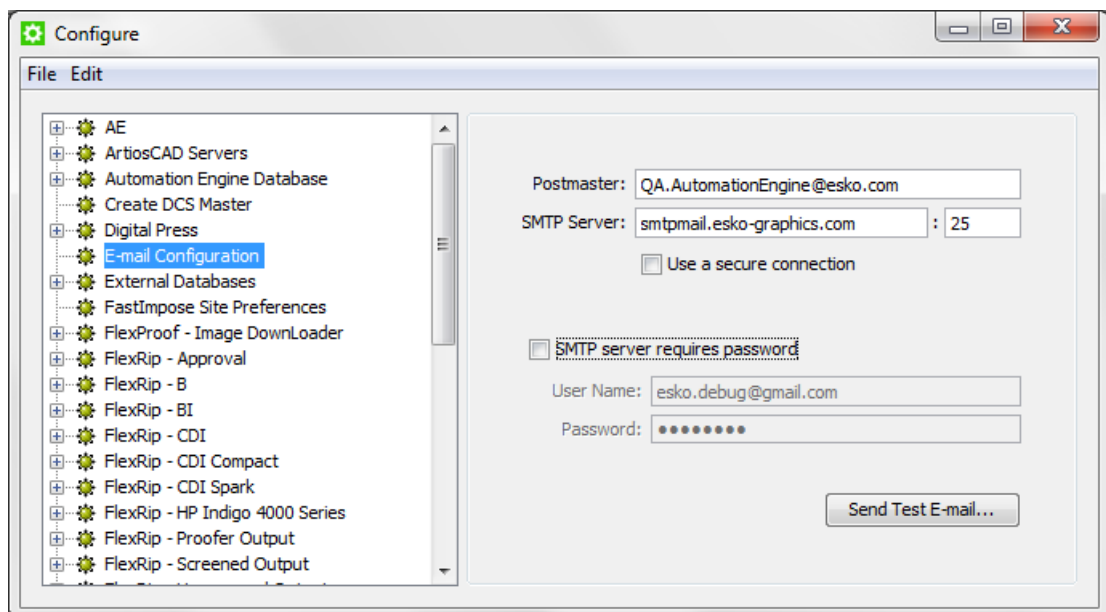 Configure
File Edit
AE
ArtiosCAD Servers
Automation Engine Database
Create DCS Master
Digital Press
E-mail Configuration
External Databases
FastImpose Site Preferences
FlexProof - Image DownLoader
FlexRip - Approval
FlexRip - B
FlexRip - BI
FlexRip - CDI
FlexRip - CDI Compact
FlexRip - CDI Spark
FlexRip - HP Indigo 4000 Series
FlexRip - Proofer Output
FlexRip - Screened Output
Postmaster: QA.AutomationEngine@esko.com
SMTP Server: smtpmail.esko-graphics.com : 25
Use a secure connection
SMTP server requires password
User Name: esko.debug@gmail.com
Password: ••••••••
Send Test E-mail...